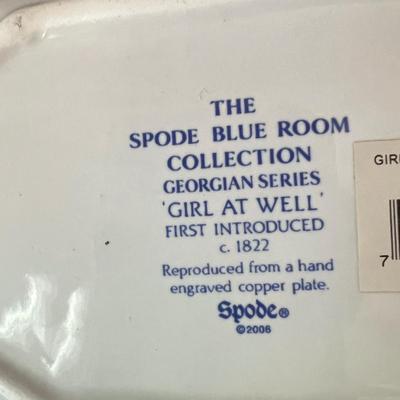 THE
SPODE BLUE ROOM
COLLECTION
GEORGIAN SERIES
'GIRL AT WELL'
FIRST INTRODUCED
c. 1822
Reproduced from a hand
engraved copper plate.
Spode®
©2006
GIRL
7